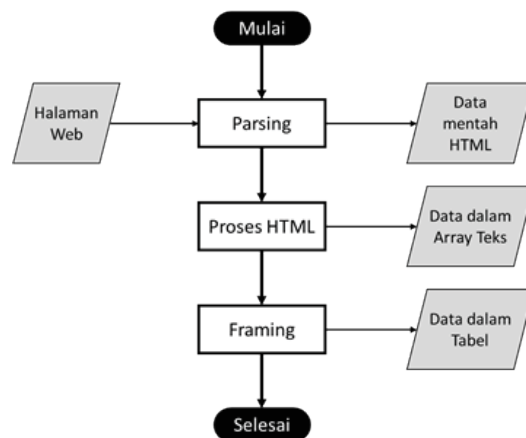 Mulai
Halaman
Web
Parsing
Data
mentah
HTML
Proses HTML
Data dalam
Array Teks
Framing
Data dalam
Tabel
Selesai